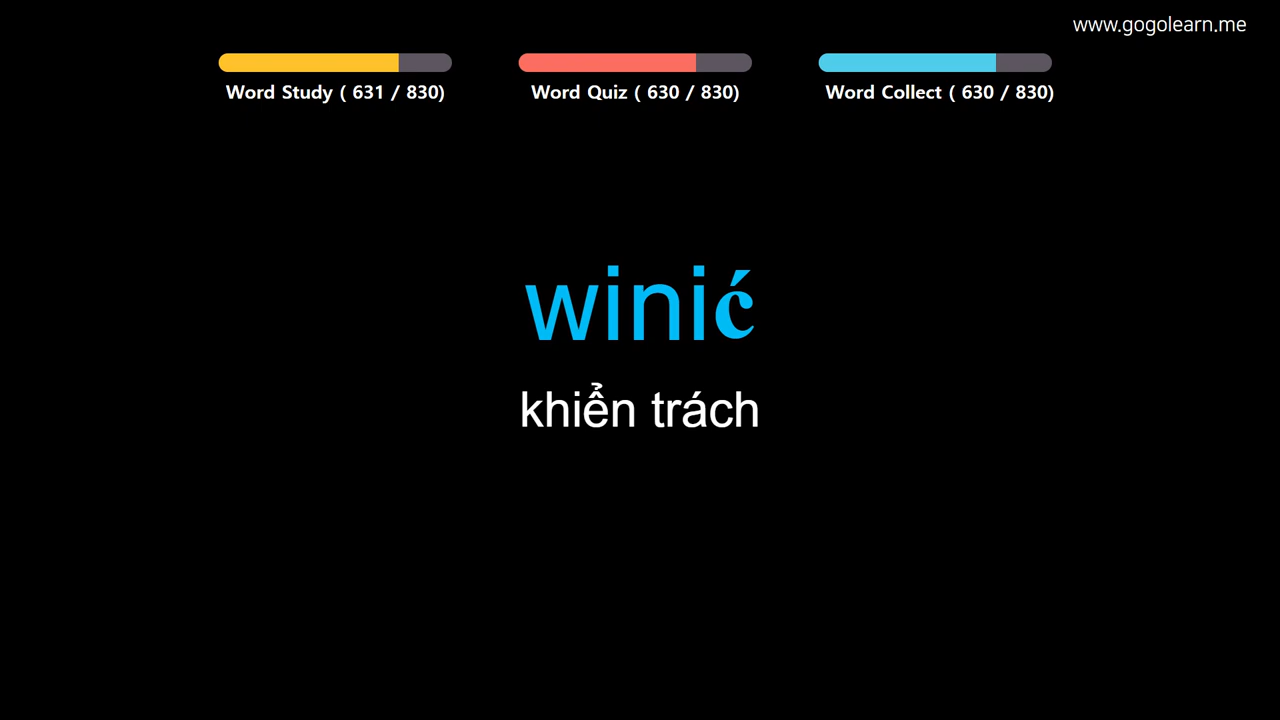 www.gogolearn.me
Word Study ( 631 / 830)
Word Quiz ( 630 / 830)
Word Collect ( 630 / 830)
winić
khiển trách